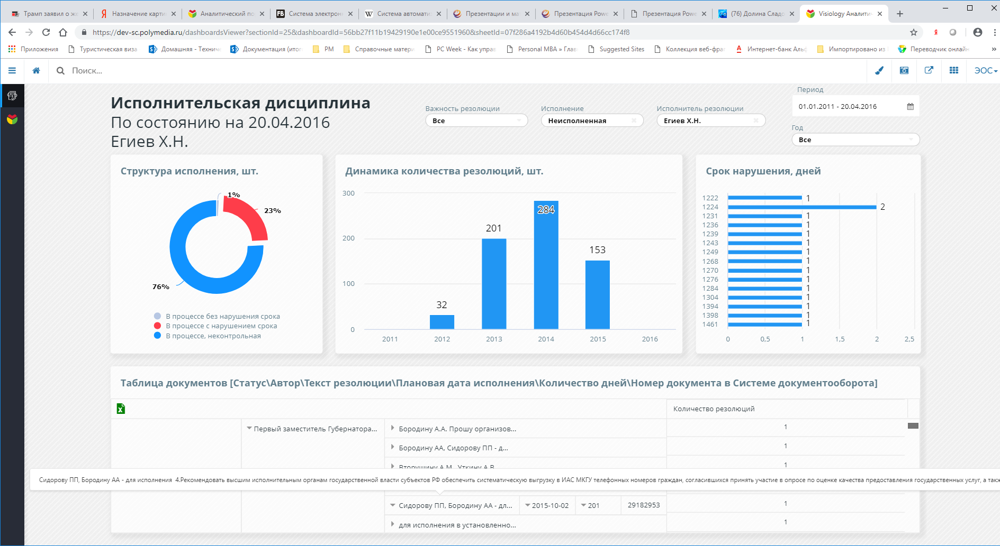 Трамп заявил о же
Назначение карти
Аналитический по
Система электрон
Система автомати
Презентации и ма
Презентация Powe
Презентация Powe
(76) Долина Сладо
Visiology Аналити
https://dev-sc.polymedia.ru/dashboardsViewer?sectionId=25&dashboardId=56bb27f11b19429190e1e00ce9551960&sheetId=07f286a4192b4d60b454d4d66cc174f8
Приложения
Туристическая виза
Домашняя - Технич
Документация (итог
PM
Справочные матери
PC Week - Как управ
Personal MBA » Глав
Suggested Sites
Коллекция веб-фраг
Интернет-банк Альф
Импортировано из
Переводчик онлайн
»
Поиск...
ЭОС
Исполнительская дисциплина
По состоянию на 20.04.2016
Егиев Х.Н.
Важность резолюции
Все
Исполнение
Неисполненная
Исполнитель резолюции
Егиев Х.Н.
Период
01.01.2011 - 20.04.2016
Год
Все
Структура исполнения, шт.
1%
23%
76%
В процессе без нарушения срока
В процессе с нарушением срока
В процессе, неконтрольная
Динамика количества резолюций, шт.
300
200
100
0
32
201
284
153
2011 2012 2013 2014 2015 2016
Срок нарушения, дней
1222 1
1224 2
1231 1
1236 1
1239 1
1243 1
1249 1
1268 1
1270 1
1276 1
1284 1
1304 1
1394 1
1398 1
1461 1
0 0,5 1 1,5 2 2,5
Таблица документов [Статус\Автор\Текст резолюции\Плановая дата исполнения\Количество дней\Номер документа в Системе документооборота]
Количество резолюций
Первый заместитель Губернатора... Бородину А.А. Прошу организов... 1
Бородину АА, Сидорову ПП - д... 1
Вторушину А.М., Уткину А.В. 1
Сидорову ПП, Бородину АА - для исполнения 4.Рекомендовать высшим исполнительным органам государственной власти субъектов РФ обеспечить систематическую выгрузку в ИАС МКГУ телефонных номеров граждан, согласившихся принять участие в опросе по оценке качества предоставления государственных услуг, а такж
Сидорову ПП, Бородину АА - дл... 2015-10-02 201 29182953 1
для исполнения в установленно... 1